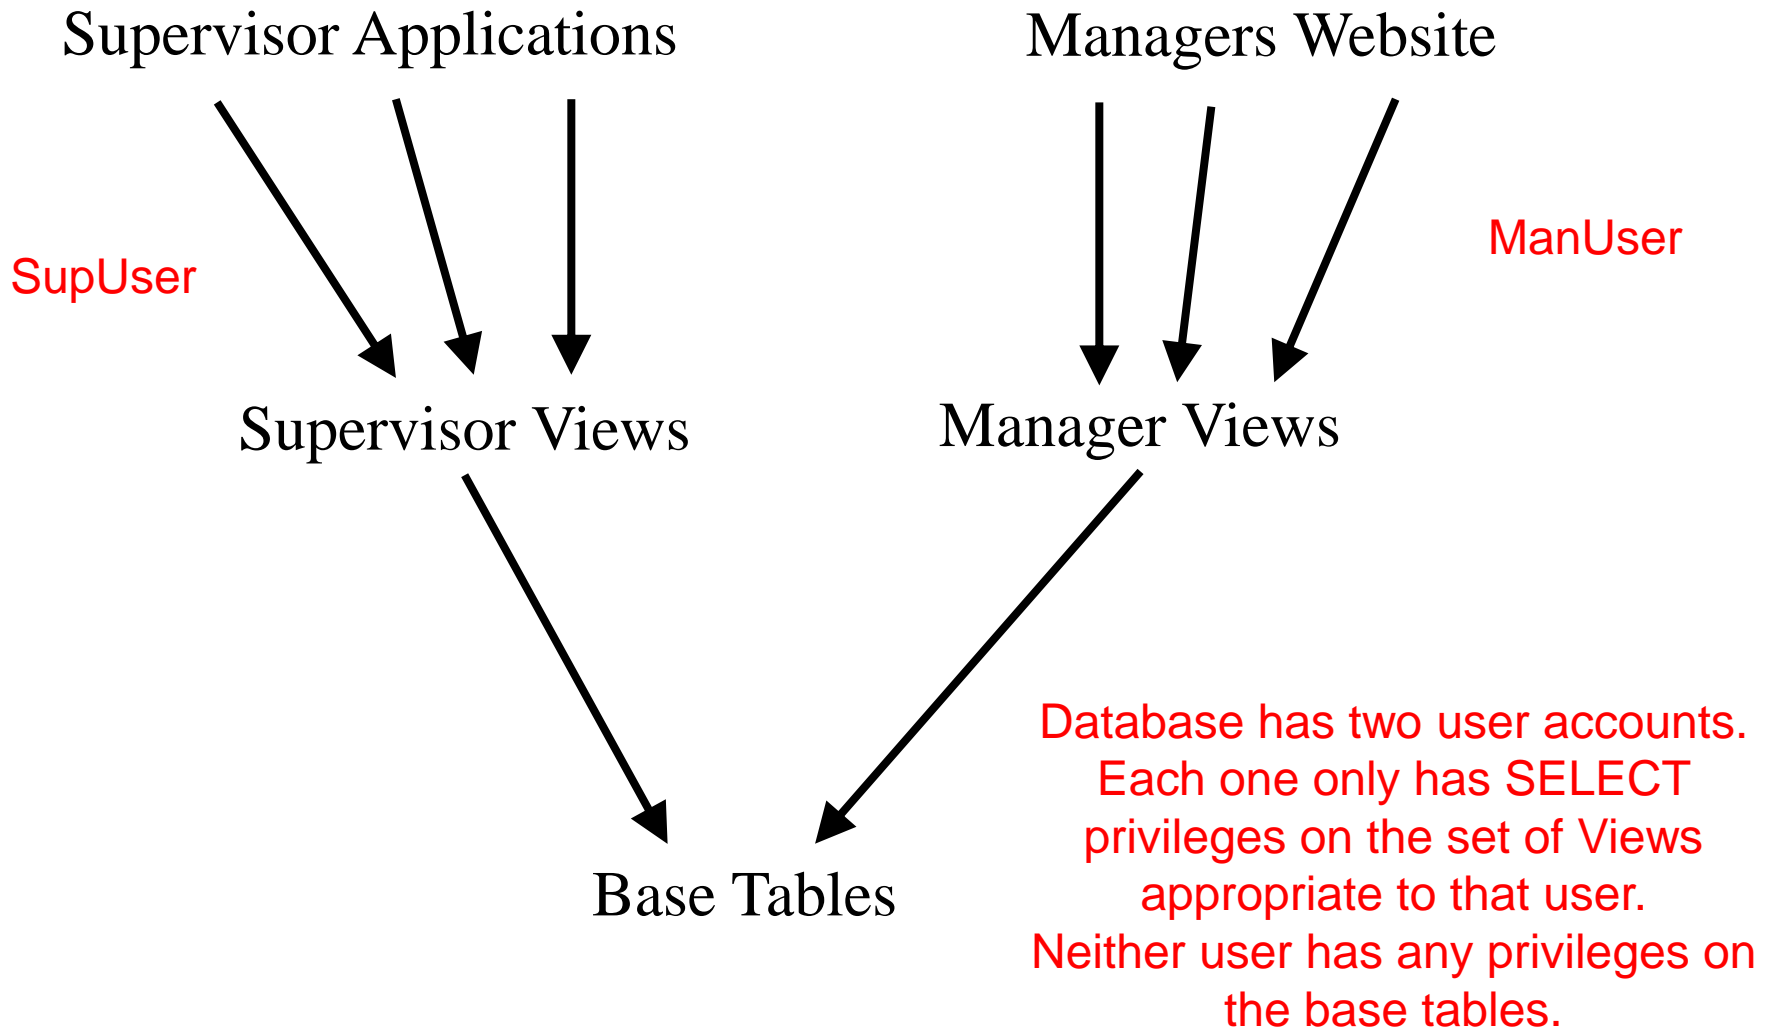 Supervisor Applications
Managers Website
SupUser
ManUser
Supervisor Views
Manager Views
Base Tables
Database has two user accounts.
Each one only has SELECT
privileges on the set of Views
appropriate to that user.
Neither user has any privileges on
the base tables.